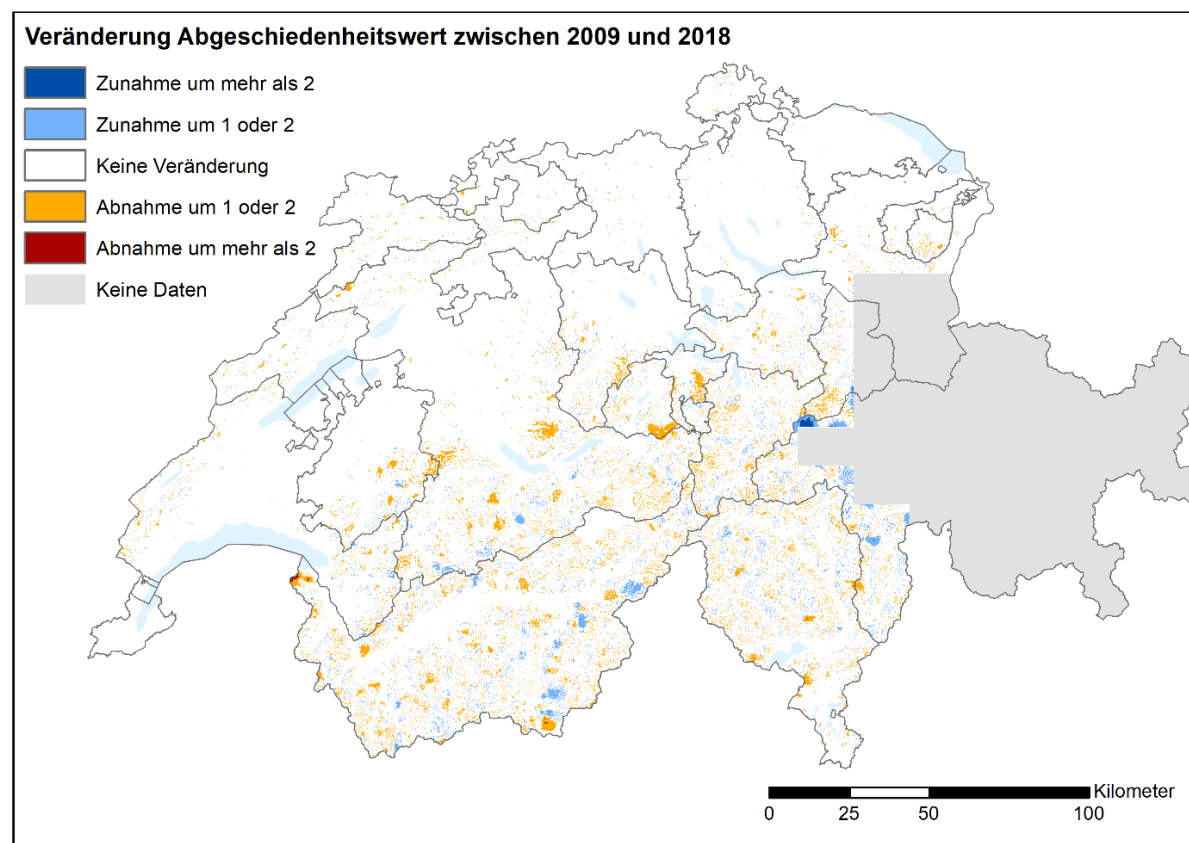 Veränderung Abgeschiedenheitswert zwischen 2009 und 2018
Zunahme um mehr als 2
Zunahme um 1 oder 2
Keine Veränderung
Abnahme um 1 oder 2
Abnahme um mehr als 2
Keine Daten
Kilometer
0 25 50 100